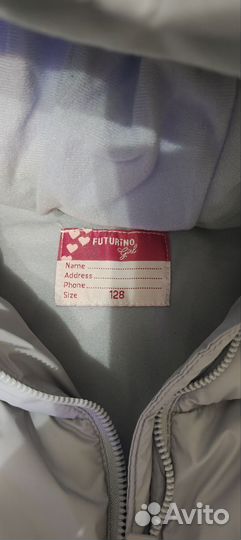 FUTURINO
Girl
Name
Address
Phone
Size 128
Avito